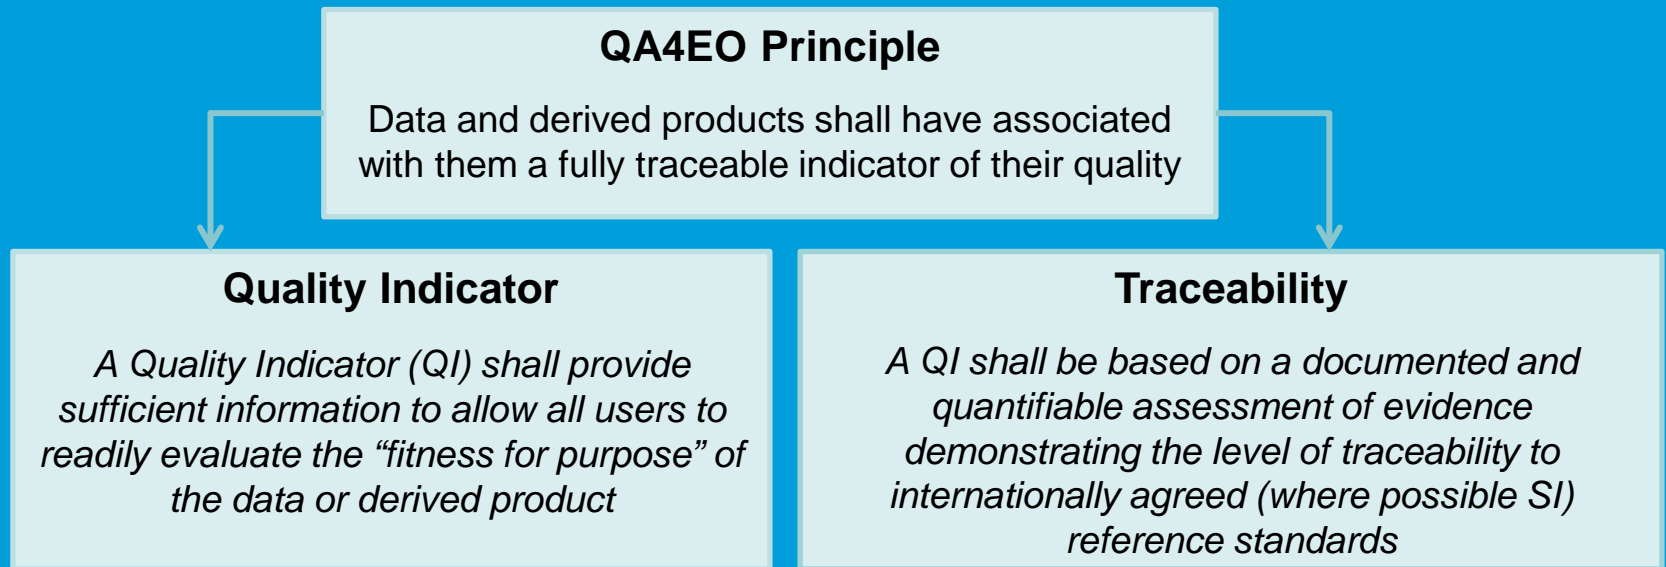 QA4EO Principle
Data and derived products shall have associated
with them a fully traceable indicator of their quality
Quality Indicator
A Quality Indicator (QI) shall provide
sufficient information to allow all users to
readily evaluate the “fitness for purpose” of
the data or derived product
Traceability
A QI shall be based on a documented and
quantifiable assessment of evidence
demonstrating the level of traceability to
internationally agreed (where possible SI)
reference standards